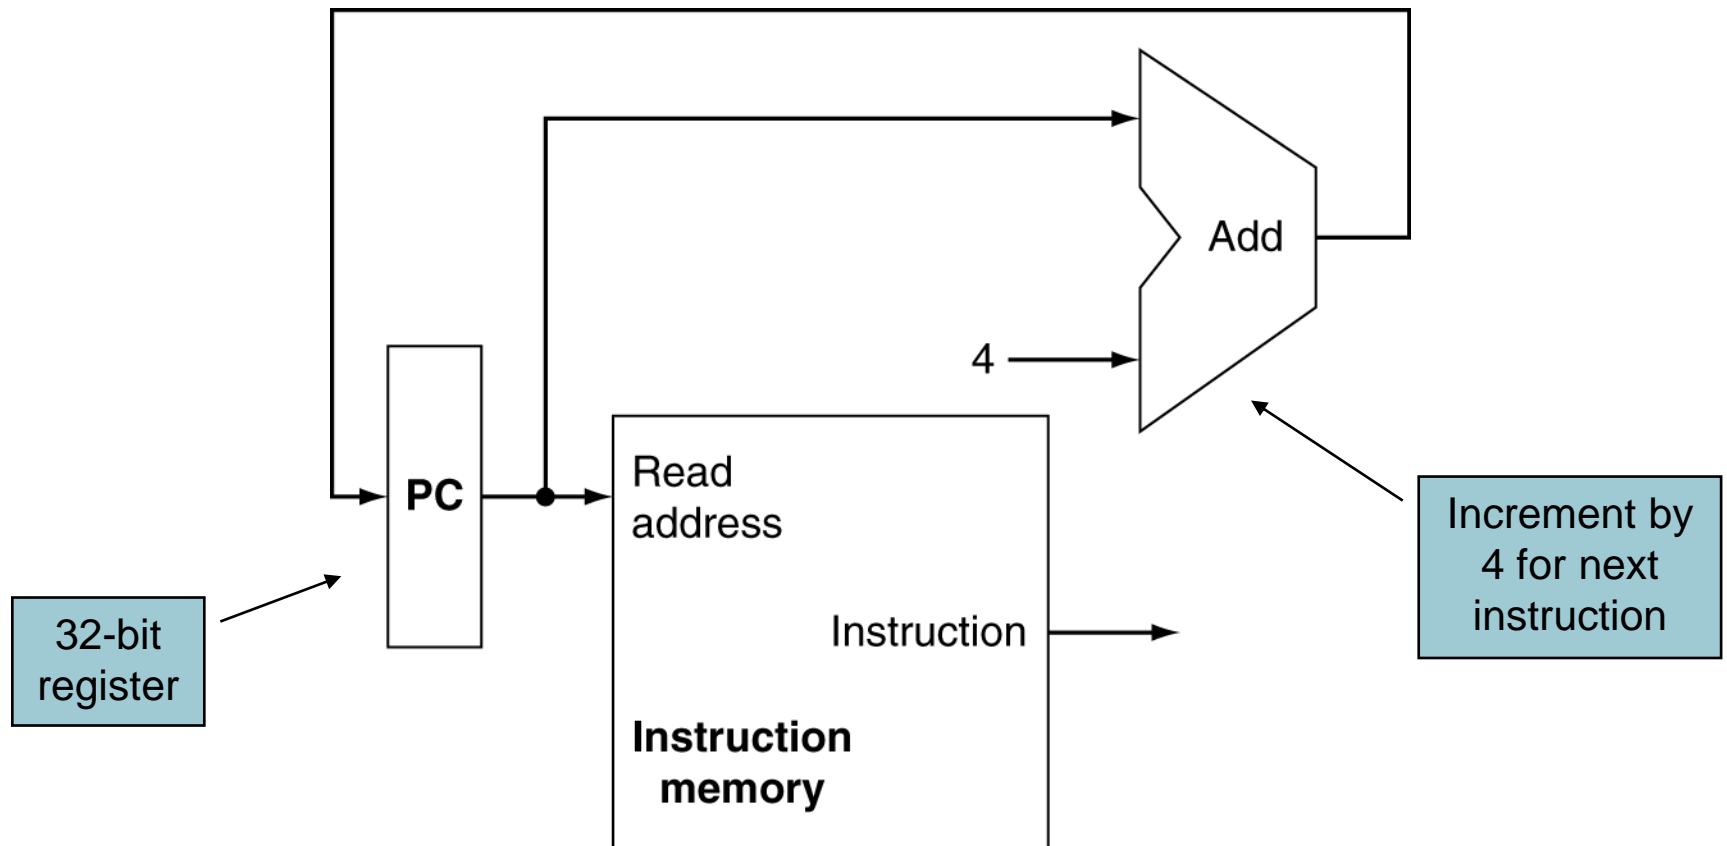 Add
4
PC
Read
address
Increment by
4 for next
instruction
32-bit
register
Instruction
Instruction
memory